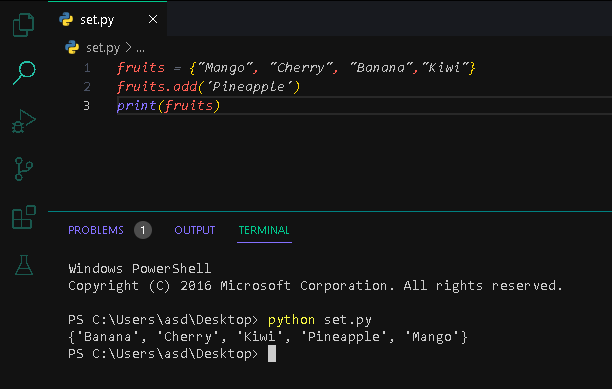 set.py ×
set.py > ...
1 fruits = {"Mango", "Cherry", "Banana","Kiwi"}
2 fruits.add('Pineapple')
3 print(fruits)
PROBLEMS 1 OUTPUT TERMINAL
Windows PowerShell
Copyright (C) 2016 Microsoft Corporation. All rights reserved.
PS C:\Users\asd\Desktop> python set.py
{'Banana', 'Cherry', 'Kiwi', 'Pineapple', 'Mango'}
PS C:\Users\asd\Desktop>